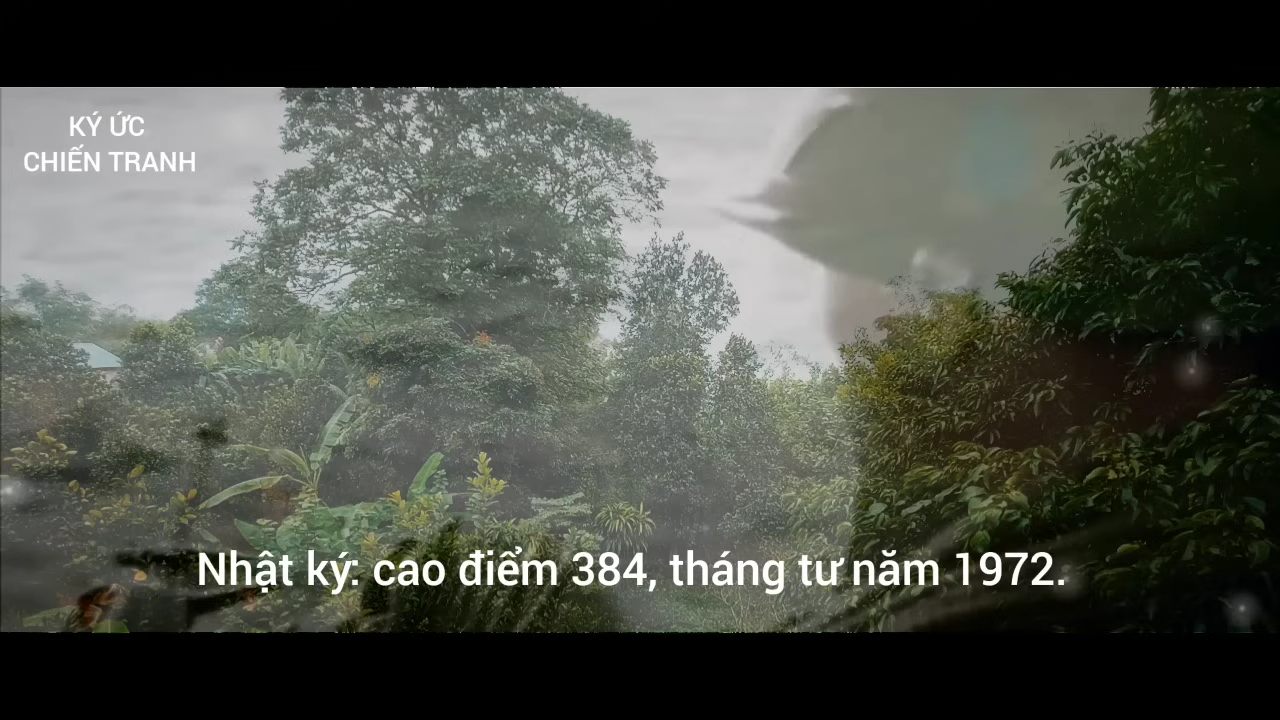 KÝ ỨC
CHIẾN TRANH
Nhật ký: cao điểm 384, tháng tư năm 1972.